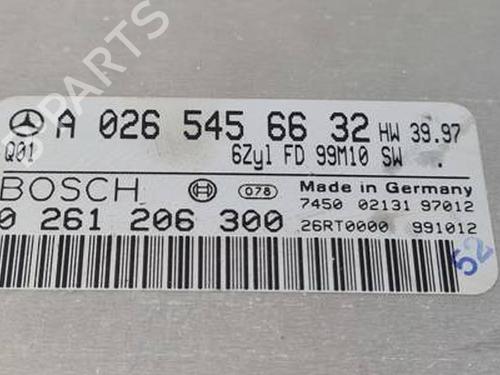 A 026 545 66 32 HW 39.97
Q01 6Zyl FD 99M10 SW .
BOSCH 078 Made in Germany
7450 02131 97012
0 261 206 300 26RT0000 991012
52
B-PARTS